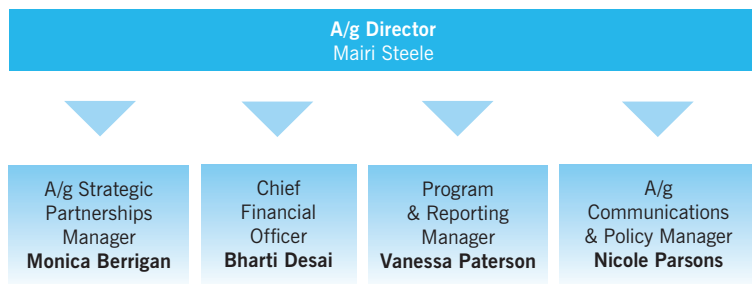 A/g Director
Mairi Steele
A/g Strategic
Partnerships
Manager
Monica Berrigan
Chief
Financial
Officer
Bharti Desai
Program
& Reporting
Manager
Vanessa Paterson
A/g
Communications
& Policy Manager
Nicole Parsons